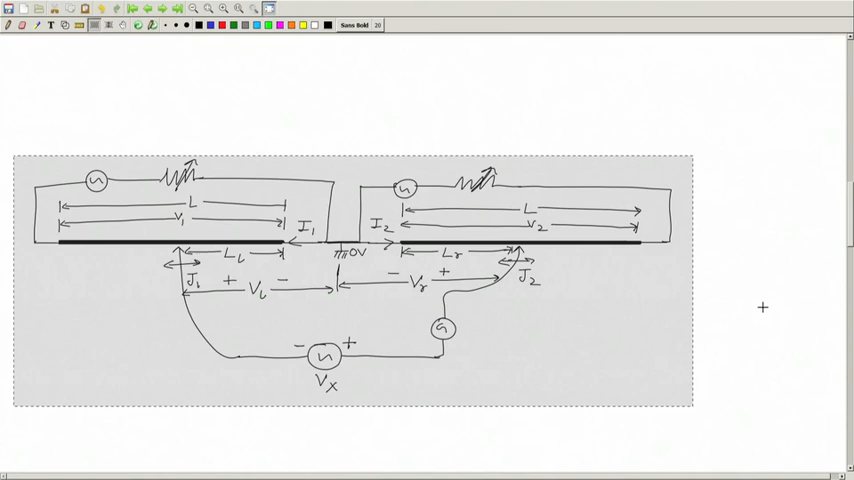 Sans Bold 20
L L
V1 I1 I2 V2
Ll 0V Lr
J1 + Vl - - Vr + J2
- +
Vx
G